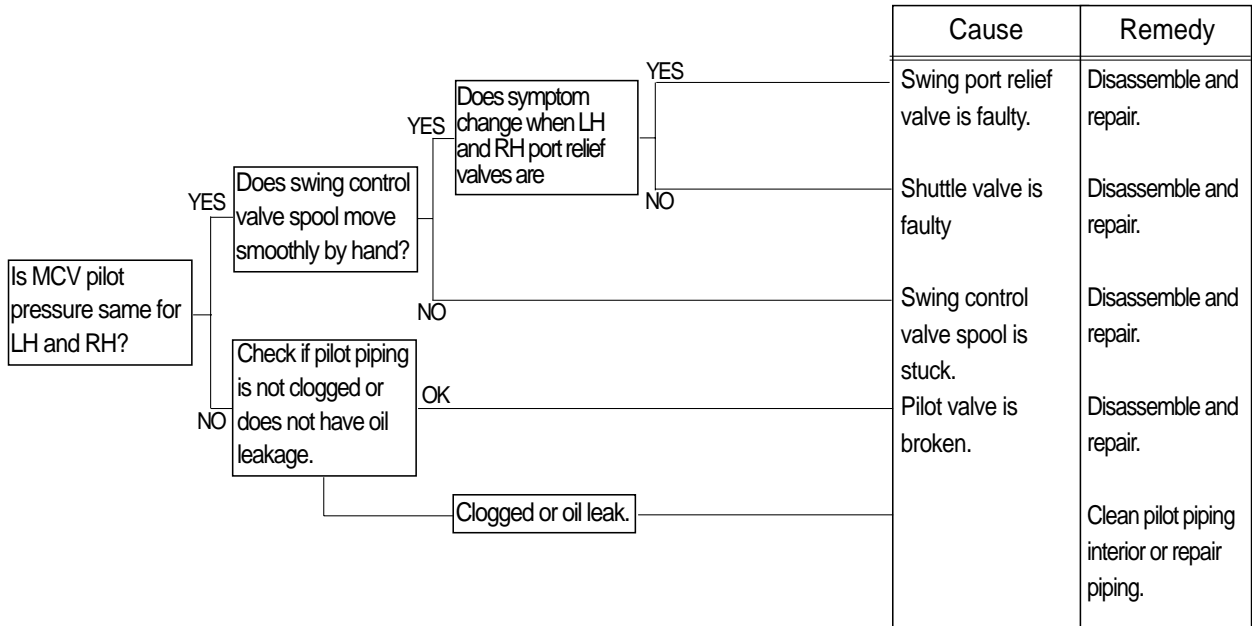 Cause
Remedy
YES
Does symptom
change when LH
and RH port relief
valves are
YES
NO
Does swing control
valve spool move
smoothly by hand?
YES
NO
Is MCV pilot
pressure same for
LH and RH?
NO
Check if pilot piping
is not clogged or
does not have oil
leakage.
OK
Clogged or oil leak.
Swing port relief
valve is faulty.
Disassemble and
repair.
Shuttle valve is
faulty
Disassemble and
repair.
Swing control
valve spool is
stuck.
Disassemble and
repair.
Pilot valve is
broken.
Disassemble and
repair.
Clean pilot piping
interior or repair
piping.